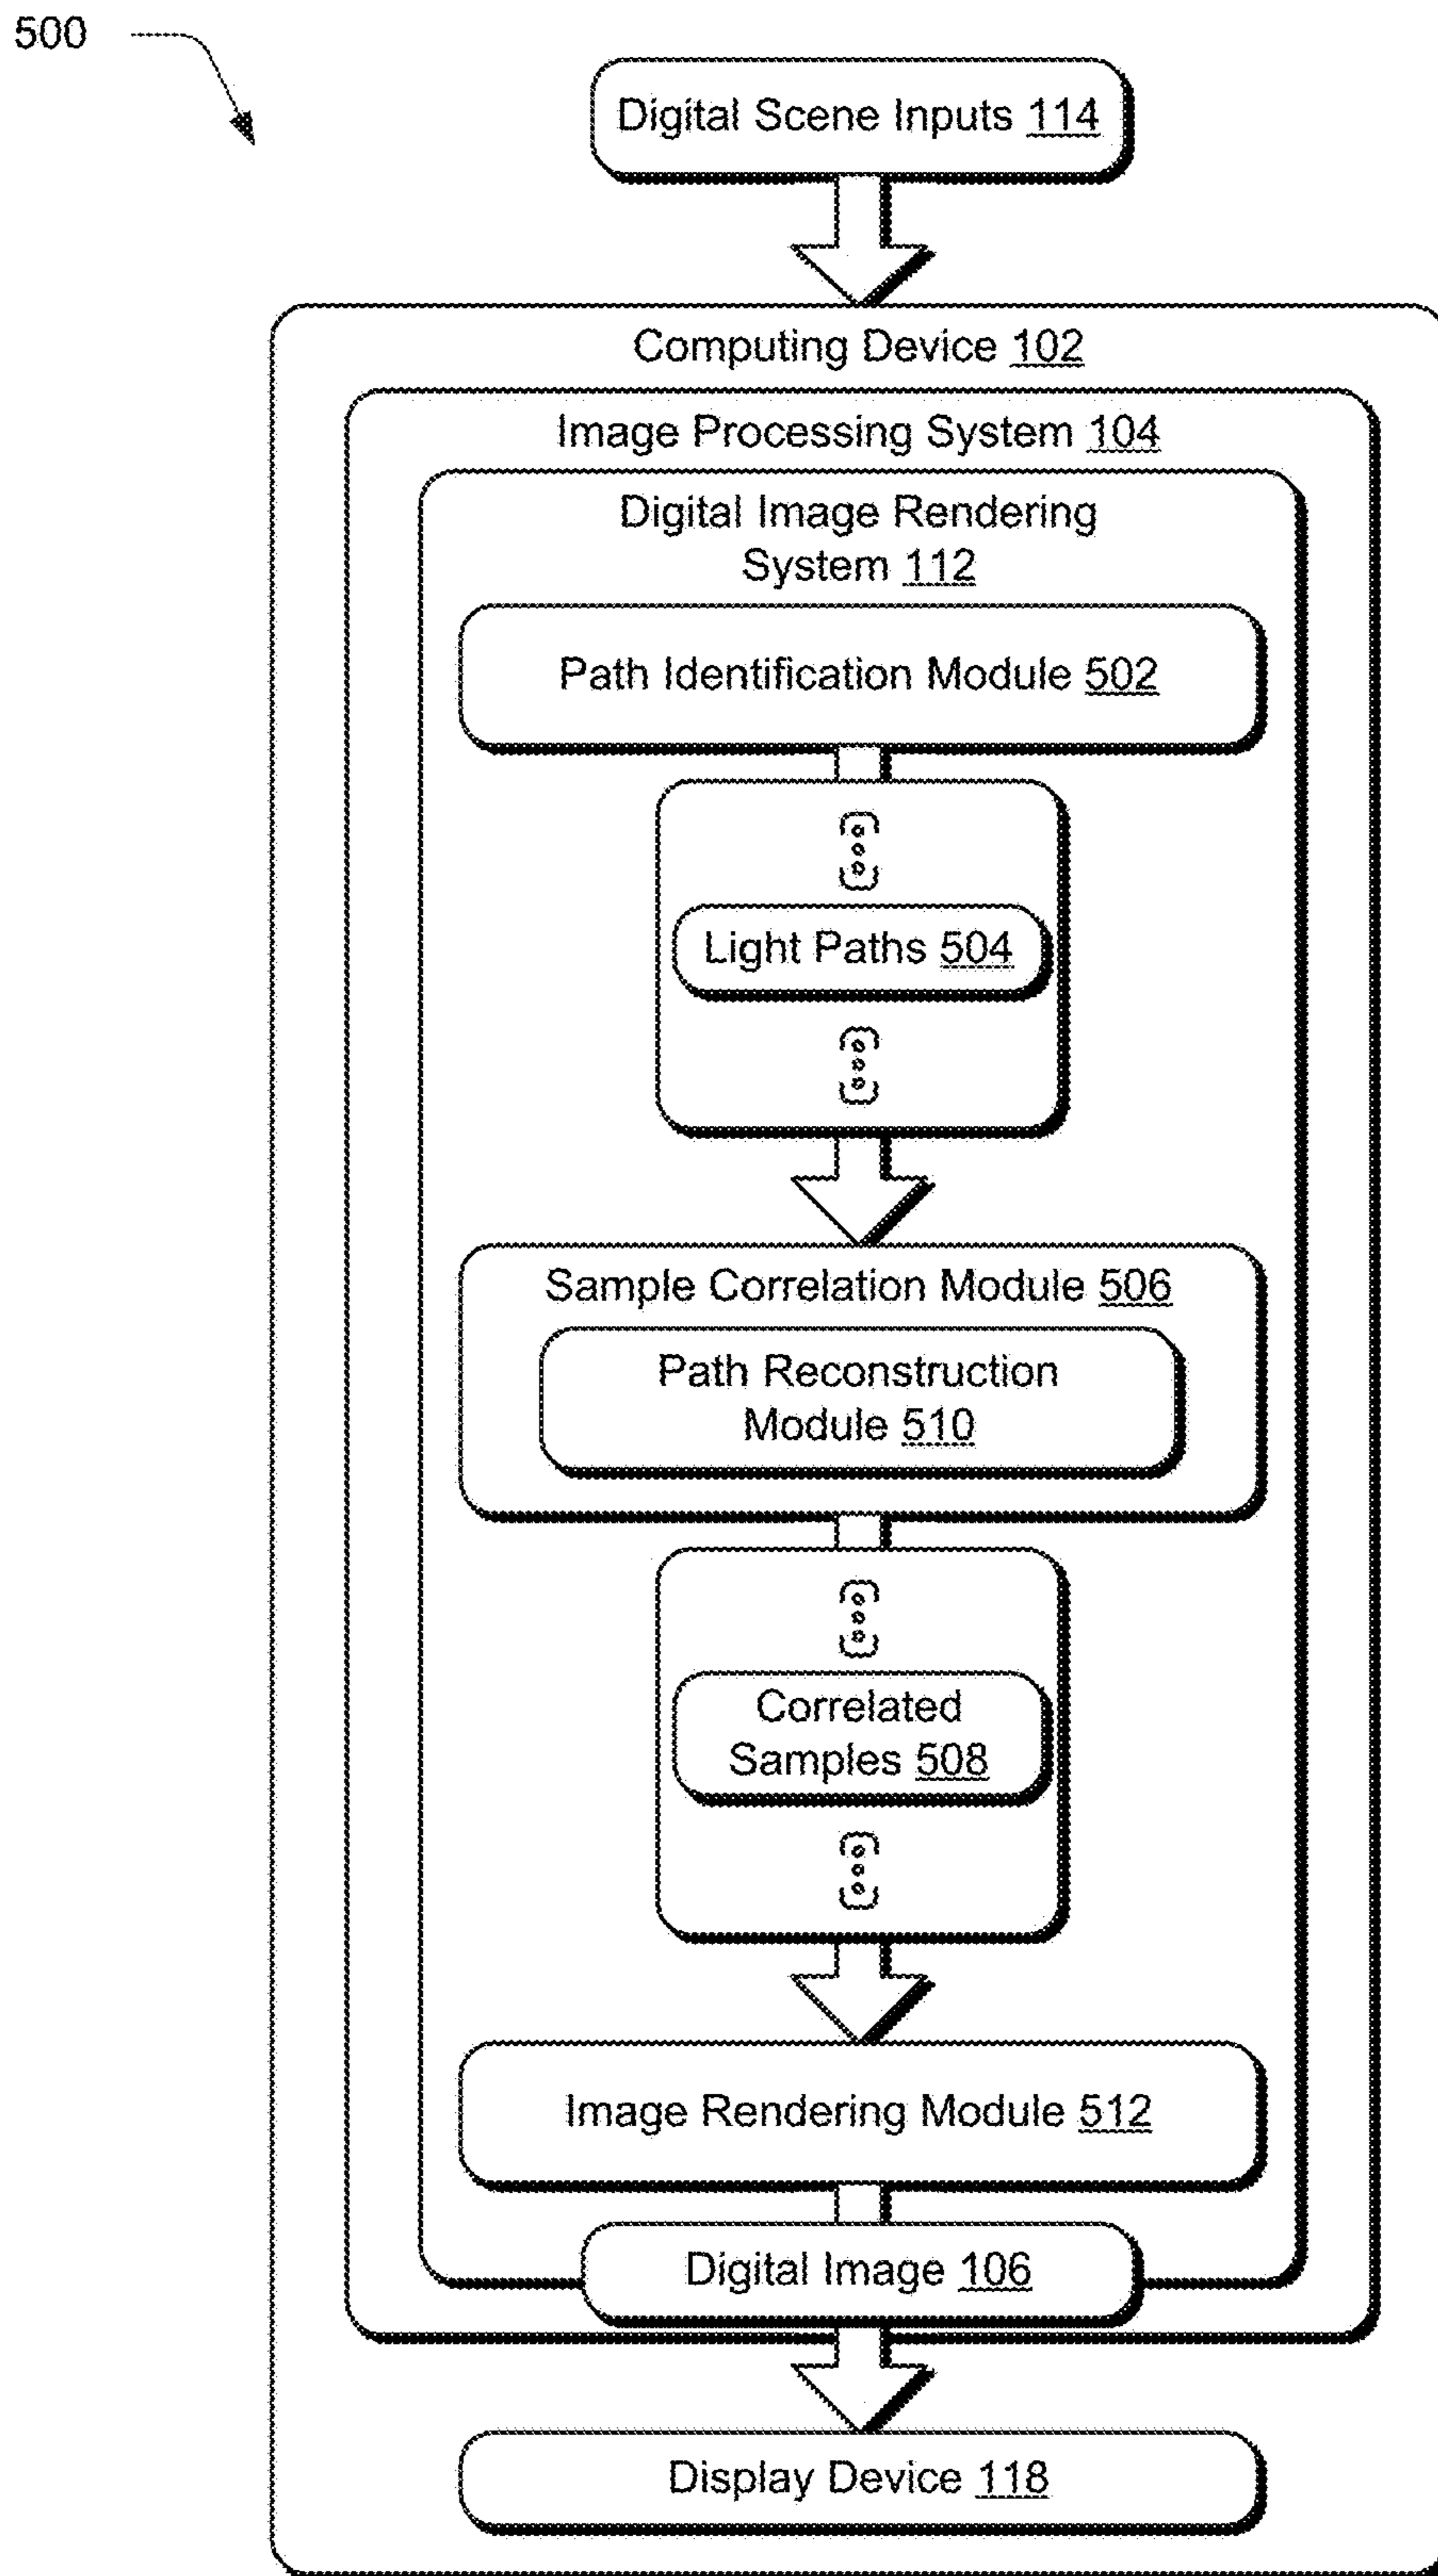 500
Digital Scene Inputs 114
Computing Device 102
Image Processing System 104
Digital Image Rendering
System 112
Path Identification Module 502
Light Paths 504
Sample Correlation Module 506
Path Reconstruction
Module 510
Correlated
Samples 508
Image Rendering Module 512
Digital Image 106
Display Device 118